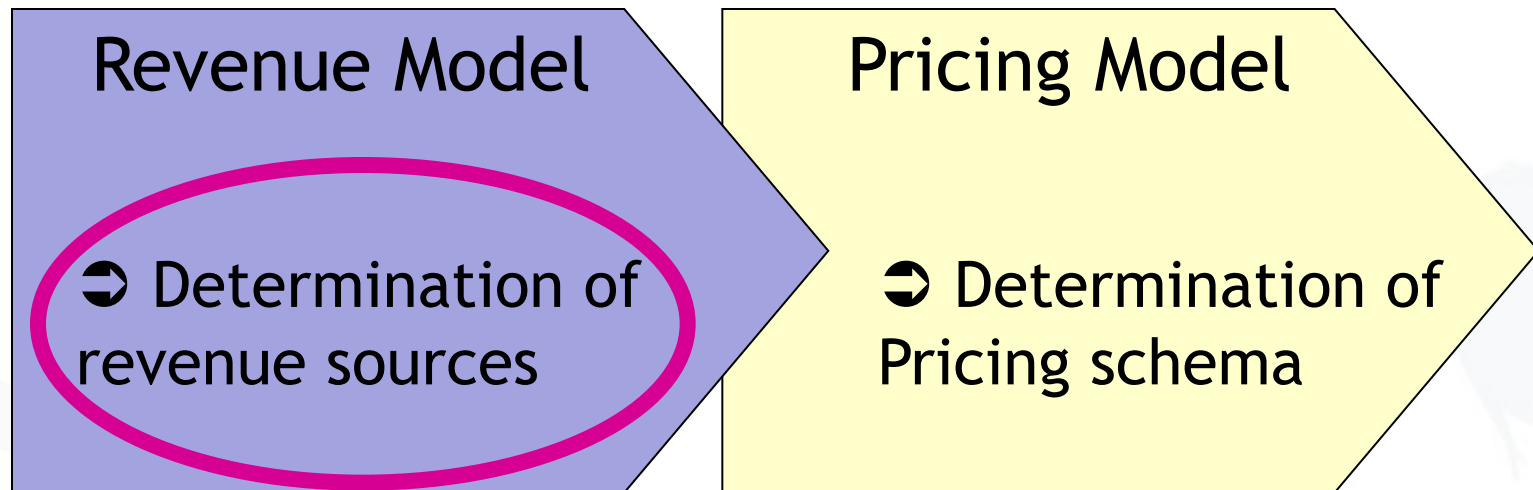 Revenue Model
➲ Determination of
revenue sources
Pricing Model
➲ Determination of
Pricing schema